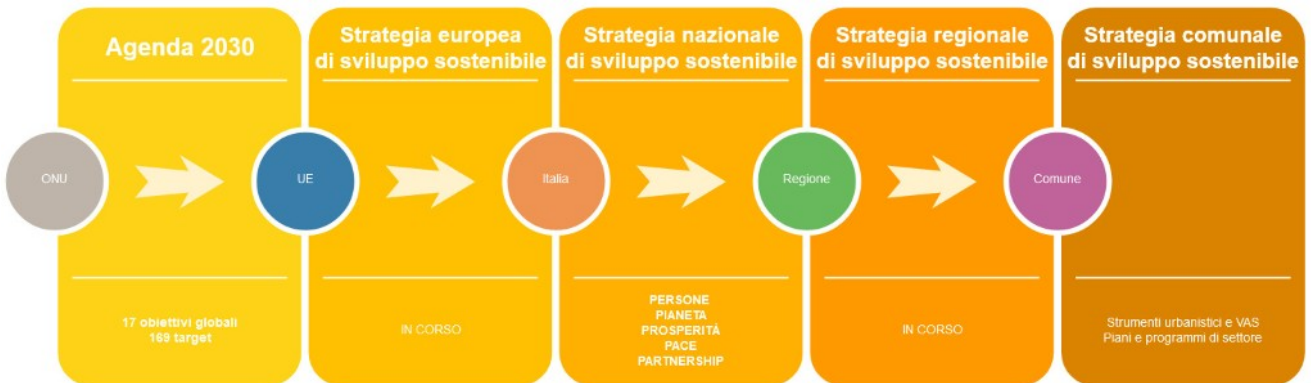 Agenda 2030
Strategia europea
di sviluppo sostenibile
Strategia nazionale
di sviluppo sostenibile
Strategia regionale
di sviluppo sostenibile
Strategia comunale
di sviluppo sostenibile
ONU
UE
Italia
Regione
Comune
17 obiettivi globali
169 target
IN CORSO
PERSONE
PIANETA
PROSPERITÀ
PACE
PARTNERSHIP
IN CORSO
Strumenti urbanistici e VAS
Piani e programmi di settore